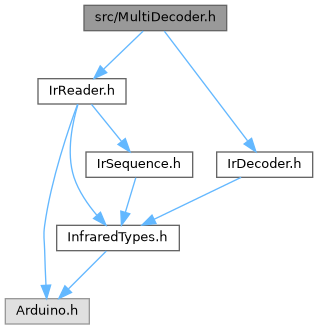 src/MultiDecoder.h
IrReader.h
IrSequence.h
IrDecoder.h
InfraredTypes.h
Arduino.h